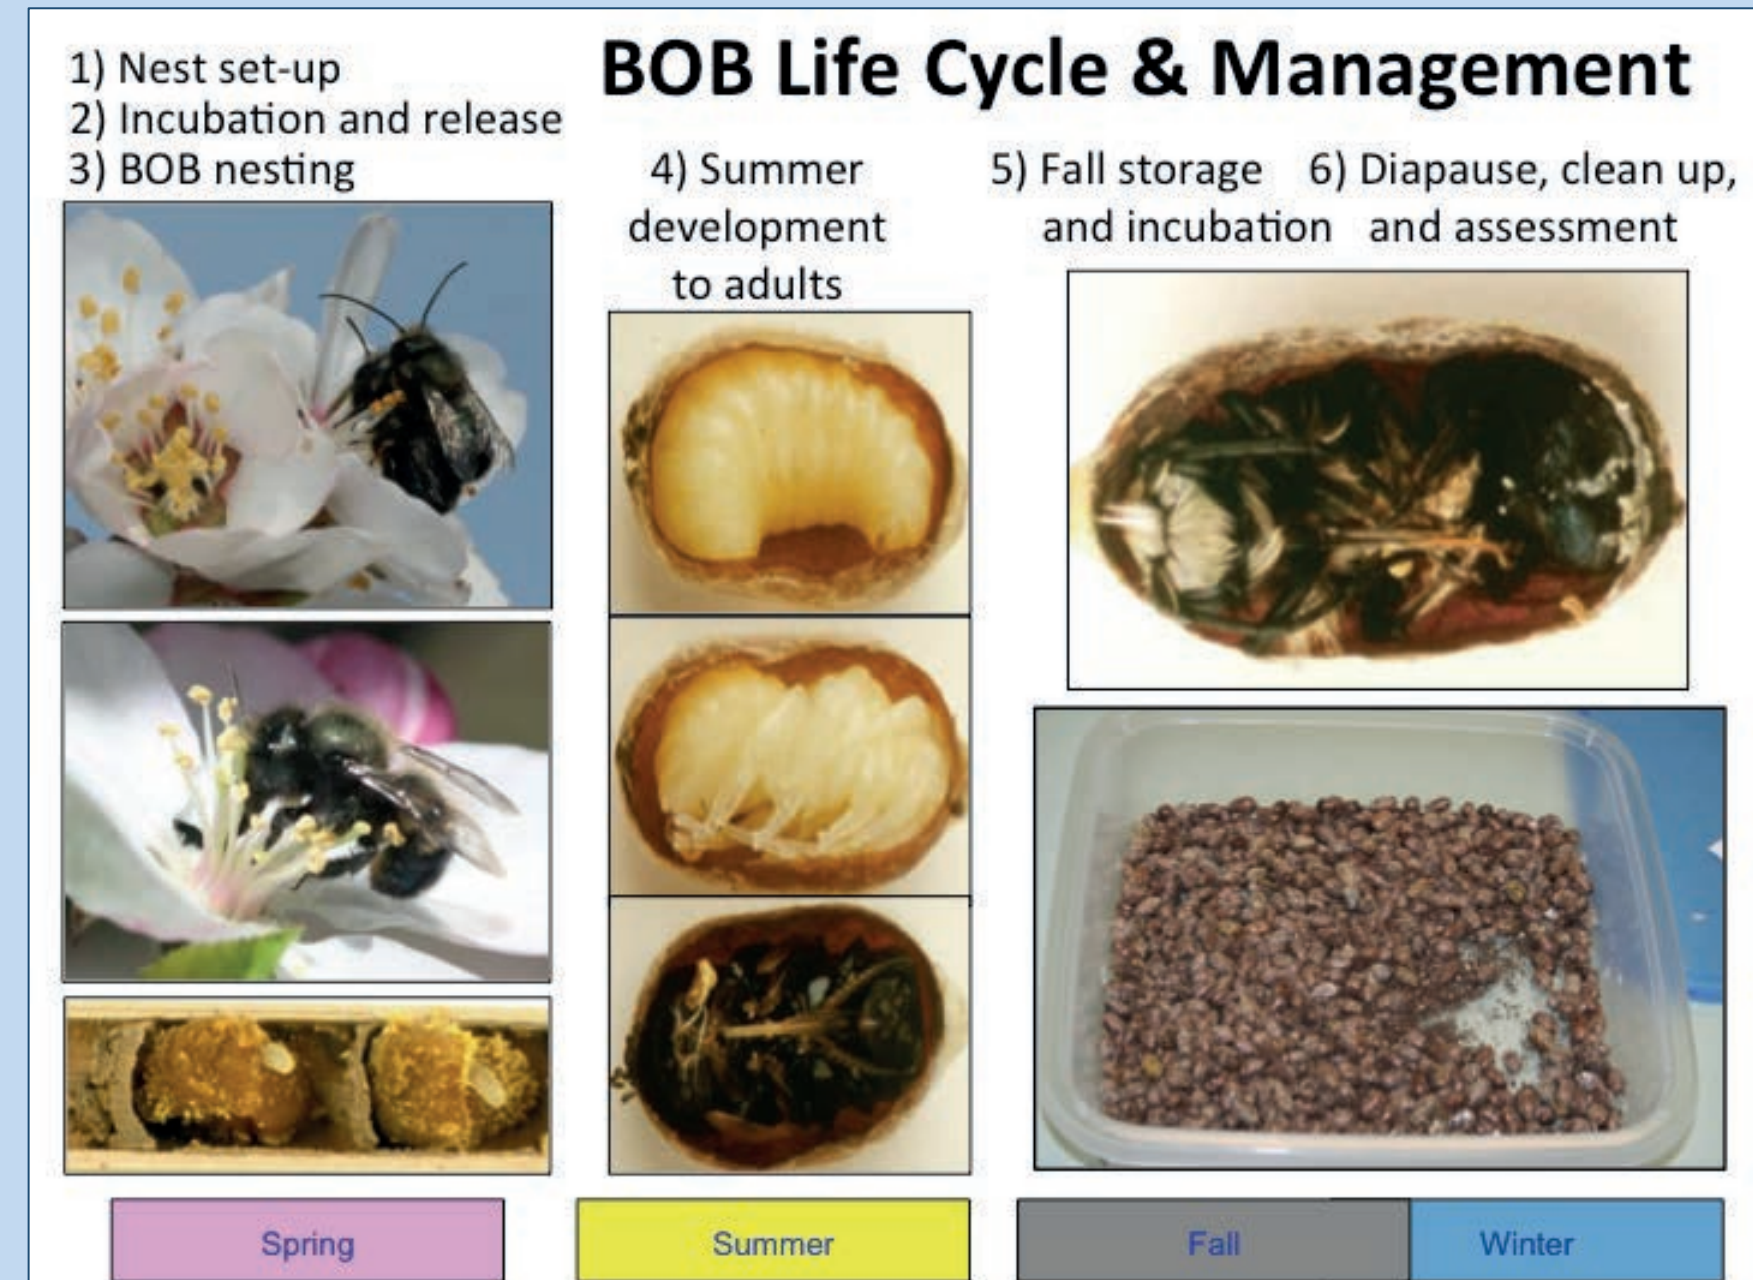 BOB Life Cycle & Management
1) Nest set-up
2) Incubation and release
3) BOB nesting
4) Summer
development
to adults
5) Fall storage
and incubation
6) Diapause, clean up,
and assessment
Spring
Summer
Fall
Winter